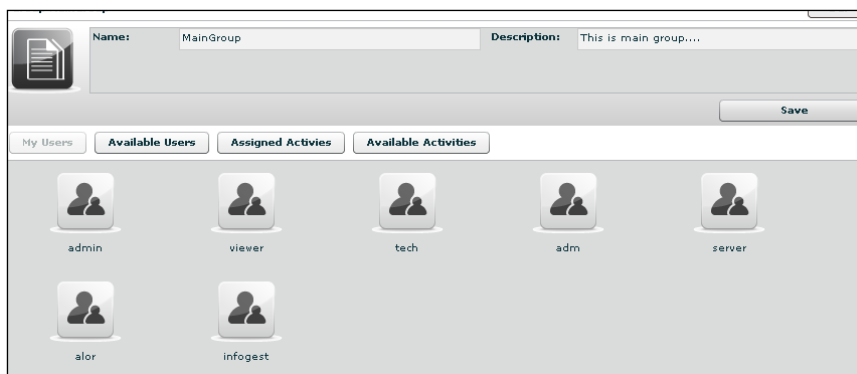 Name: MainGroup Description: This is main group....
Save
My Users Available Users Assigned Activies Available Activities
admin viewer tech adm server
alor infogest